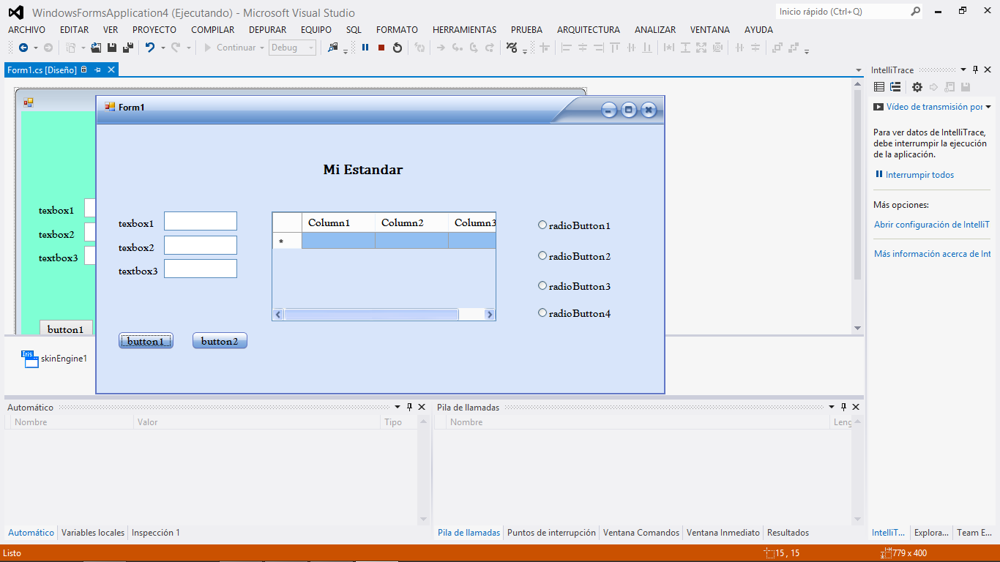 WindowsFormsApplication4 (Ejecutando) - Microsoft Visual Studio
Inicio rápido (Ctrl+Q)
ARCHIVO EDITAR VER PROYECTO COMPILAR DEPURAR EQUIPO SQL FORMATO HERRAMIENTAS PRUEBA ARQUITECTURA ANALIZAR VENTANA AYUDA
Continuar Debug
Form1.cs [Diseño]
Form1
Mi Estandar
texbox1
texbox2
textbox3
button1
texbox1
texbox2
textbox3
Column1 Column2 Column3
*
radioButton1
radioButton2
radioButton3
radioButton4
button1 button2
Iris
skinEngine1
IntelliTrace
Vídeo de transmisión por
Para ver datos de IntelliTrace,
debe interrumpir la ejecución
de la aplicación.
Interrumpir todos
Más opciones:
Abrir configuración de IntelliT
Más información acerca de Int
Automático
Nombre Valor Tipo
Automático Variables locales Inspección 1
Pila de llamadas
Nombre Leng
Pila de llamadas Puntos de interrupción Ventana Comandos Ventana Inmediato Resultados
IntelliT... Explora... Team E...
Listo
15 , 15
779 x 400